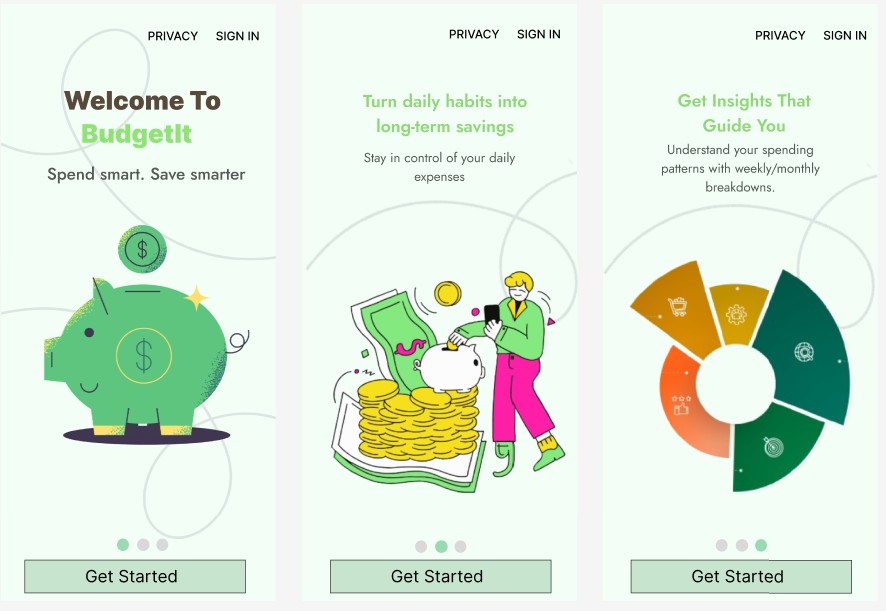 PRIVACY SIGN IN
Welcome To
BudgetIt
Spend smart. Save smarter
$
$
Get Started
PRIVACY SIGN IN
Turn daily habits into
long-term savings
Stay in control of your daily
expenses
$
Get Started
PRIVACY SIGN IN
Get Insights That
Guide You
Understand your spending
patterns with weekly/monthly
breakdowns.
Get Started